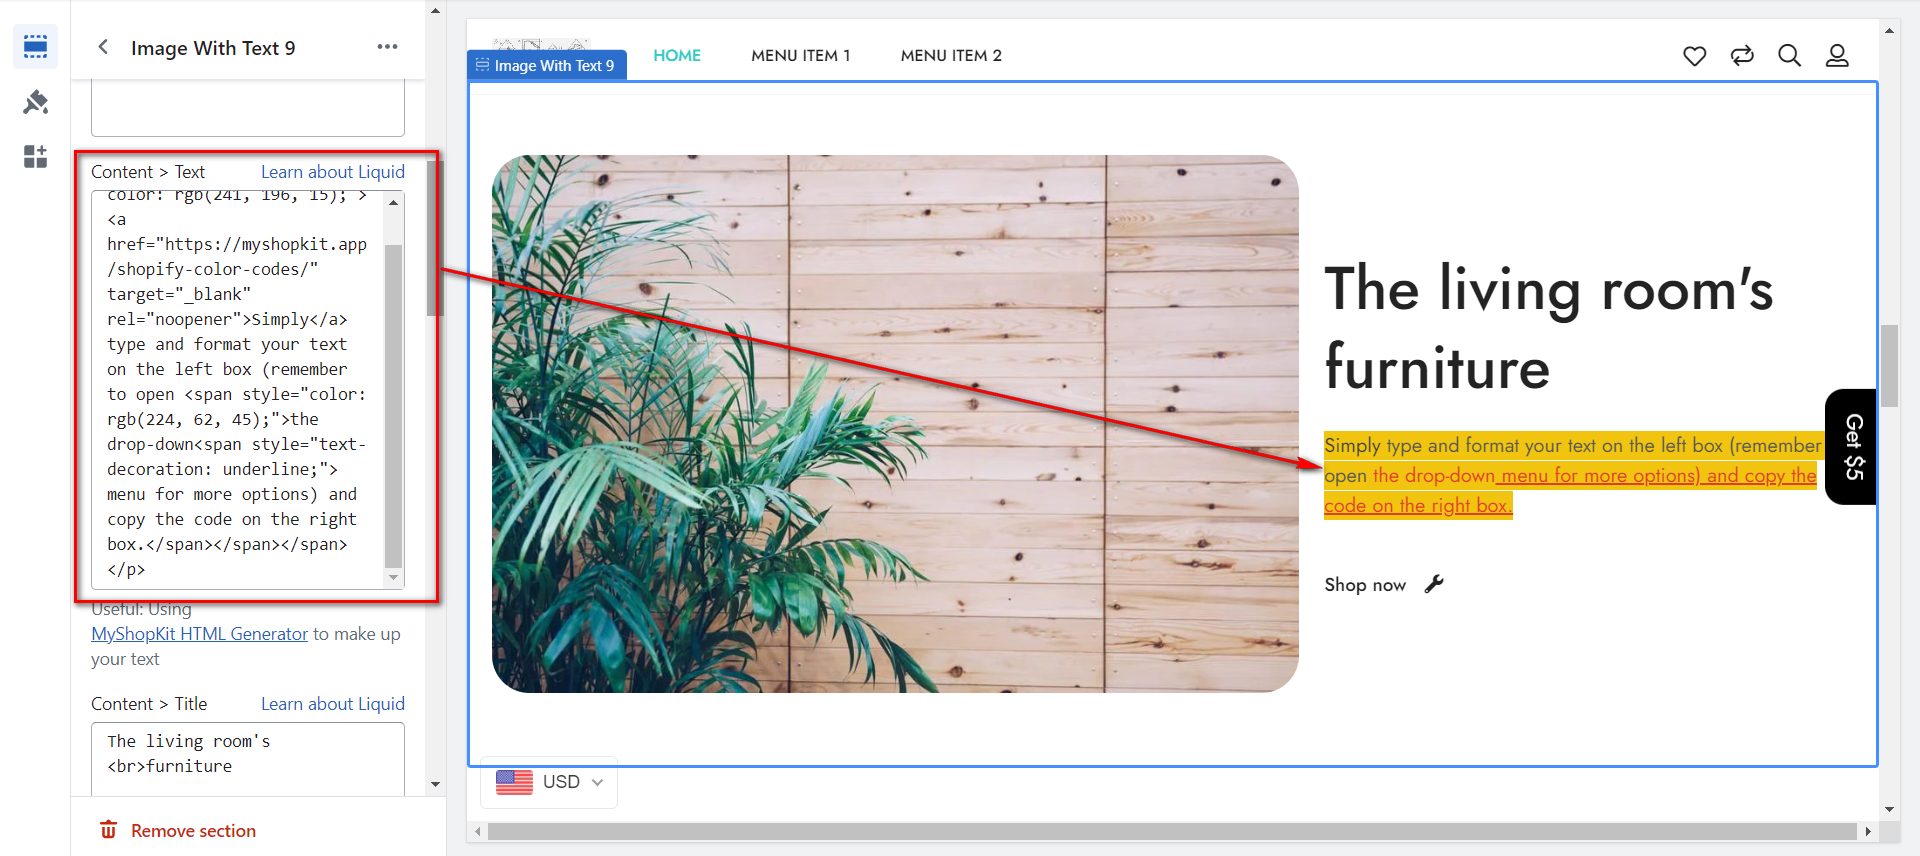 Image With Text 9
Content > Text
Learn about Liquid
color: rgb(241, 196, 15); >
<a
href="https://myshopkit.app
/shopify-color-codes/"
target="_blank"
rel="noopener">Simply</a>
type and format your text
on the left box (remember
to open <span style="color:
rgb(224, 62, 45);">the
drop-down<span style="text-
decoration: underline;">
menu for more options) and
copy the code on the right
box.</span></span></span>
</p>
Useful: Using
MyShopKit HTML Generator to make up
your text
Content > Title
Learn about Liquid
The living room's
<br>furniture
Remove section
Image With Text 9
HOME
MENU ITEM 1
MENU ITEM 2
The living room's
furniture
Simply type and format your text on the left box (remember
open the drop-down menu for more options) and copy the
code on the right box.
Get $5
Shop now
USD